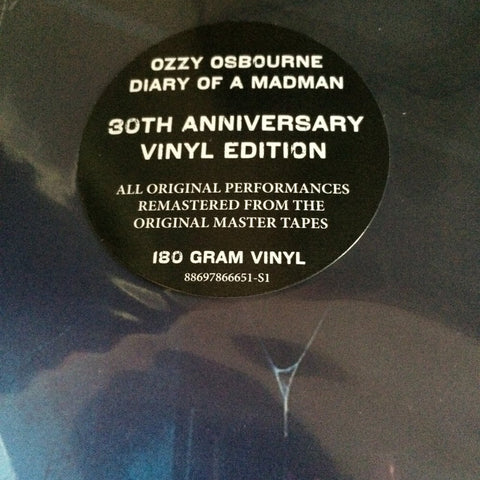 OZZY OSBOURNE
DIARY OF A MADMAN
30TH ANNIVERSARY
VINYL EDITION
ALL ORIGINAL PERFORMANCES
REMASTERED FROM THE
ORIGINAL MASTER TAPES
180 GRAM VINYL
88697866651-S1